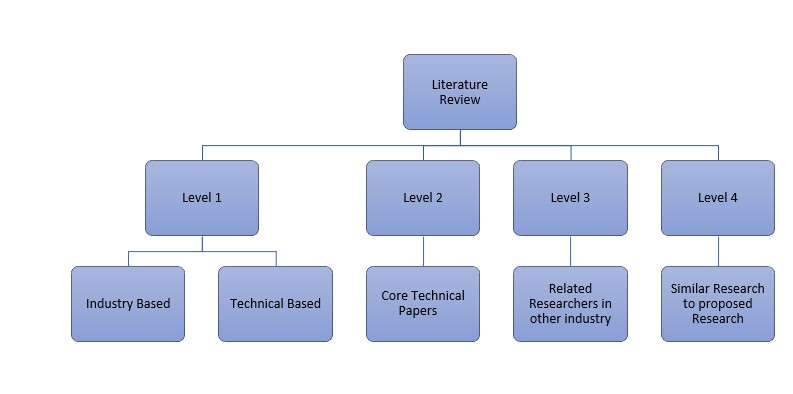 Literature
Review
Level 1
Level 2
Level 3
Level 4
Industry Based
Technical Based
Core Technical
Papers
Related
Researchers in
other industry
Similar Research
to proposed
Research